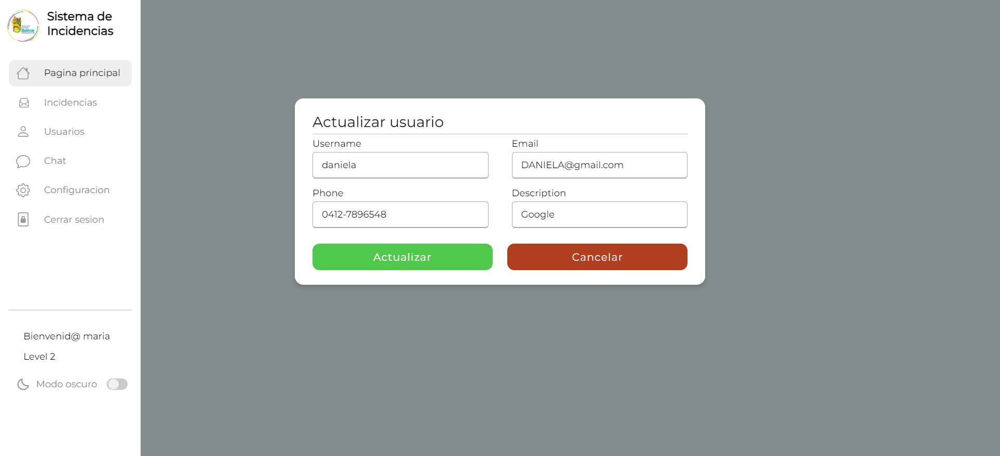 Sistema de
Incidencias
Bolívar
Pagina principal
Incidencias
Usuarios
Chat
Configuracion
Cerrar sesion
Bienvenid@ maria
Level 2
Modo oscuro
Actualizar usuario
Username
Email
daniela
DANIELA@gmail.com
Phone
Description
0412-7896548
Google
Actualizar
Cancelar